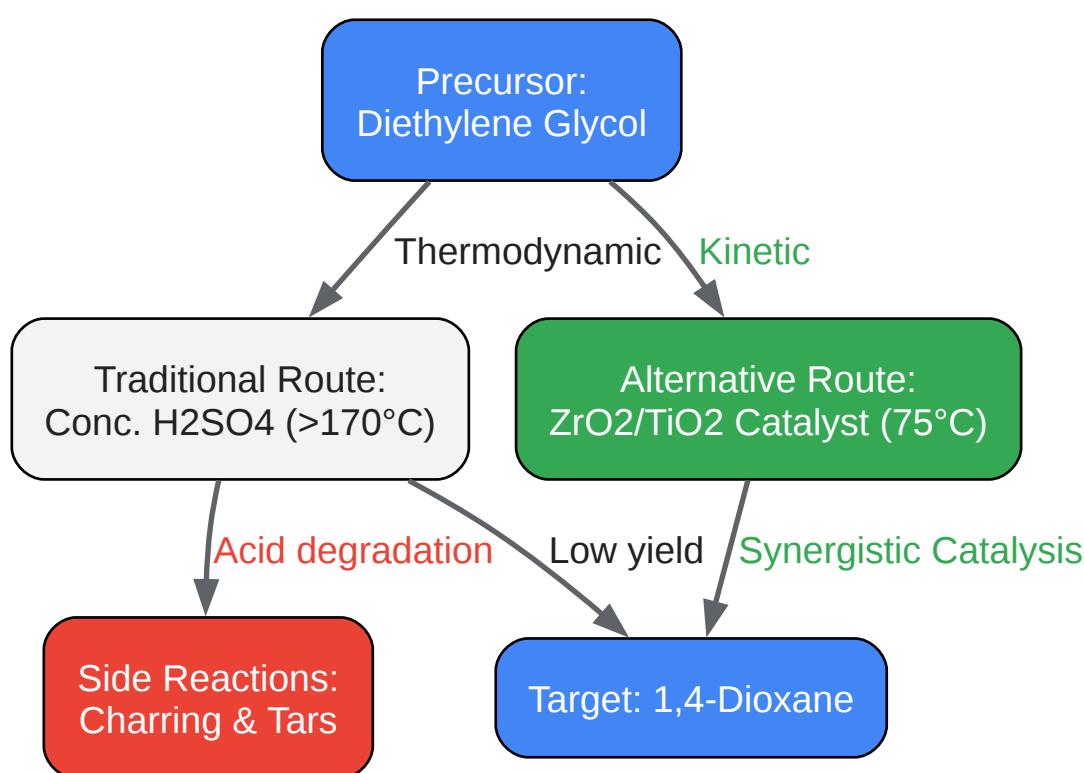 Precursor:
Diethylene Glycol
Thermodynamic
Kinetic
Traditional Route:
Conc. H2SO4 (>170°C)
Alternative Route:
ZrO2/TiO2 Catalyst (75°C)
Acid degradation
Low yield
Synergistic Catalysis
Side Reactions:
Charring & Tars
Target: 1,4-Dioxane